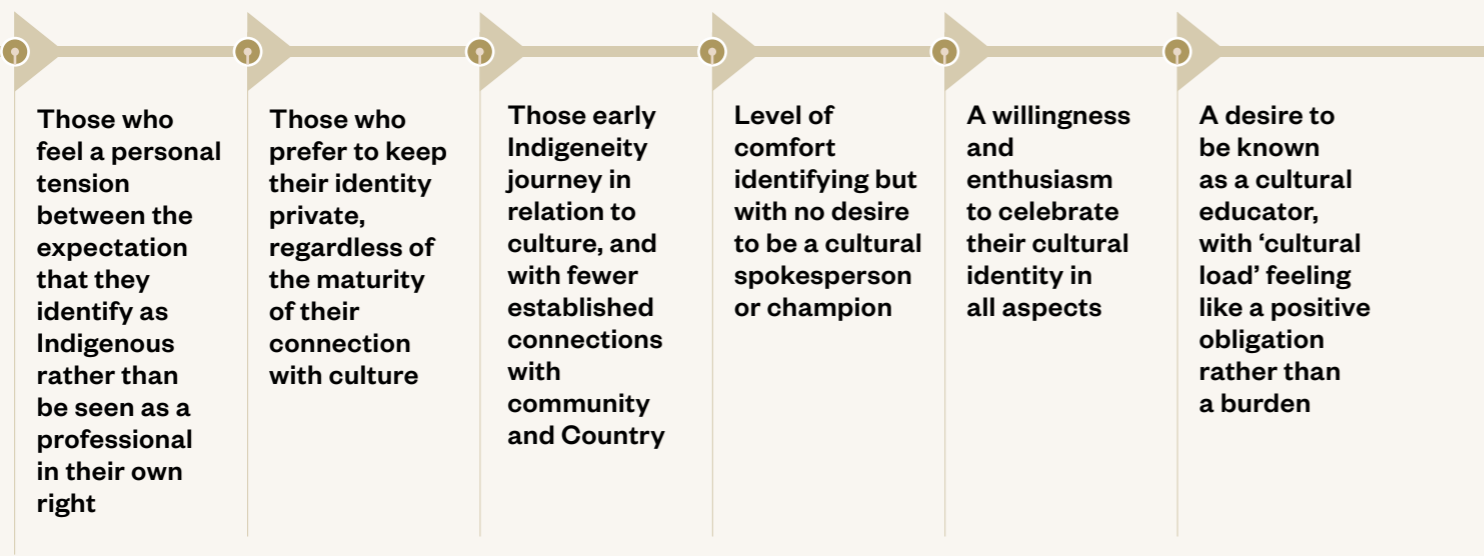 Those who
feel a personal
tension
between the
expectation
that they
identify as
Indigenous
rather than
be seen as a
professional
in their own
right
Those who
prefer to keep
their identity
private,
regardless of
the maturity
of their
connection
with culture
Those early
Indigeneity
journey in
relation to
culture, and
with fewer
established
connections
with
community
and Country
Level of
comfort
identifying but
with no desire
to be a cultural
spokesperson
or champion
A willingness
and
enthusiasm
to celebrate
their cultural
identity in
all aspects
A desire to
be known
as a cultural
educator,
with ‘cultural
load’ feeling
like a positive
obligation
rather than
a burden